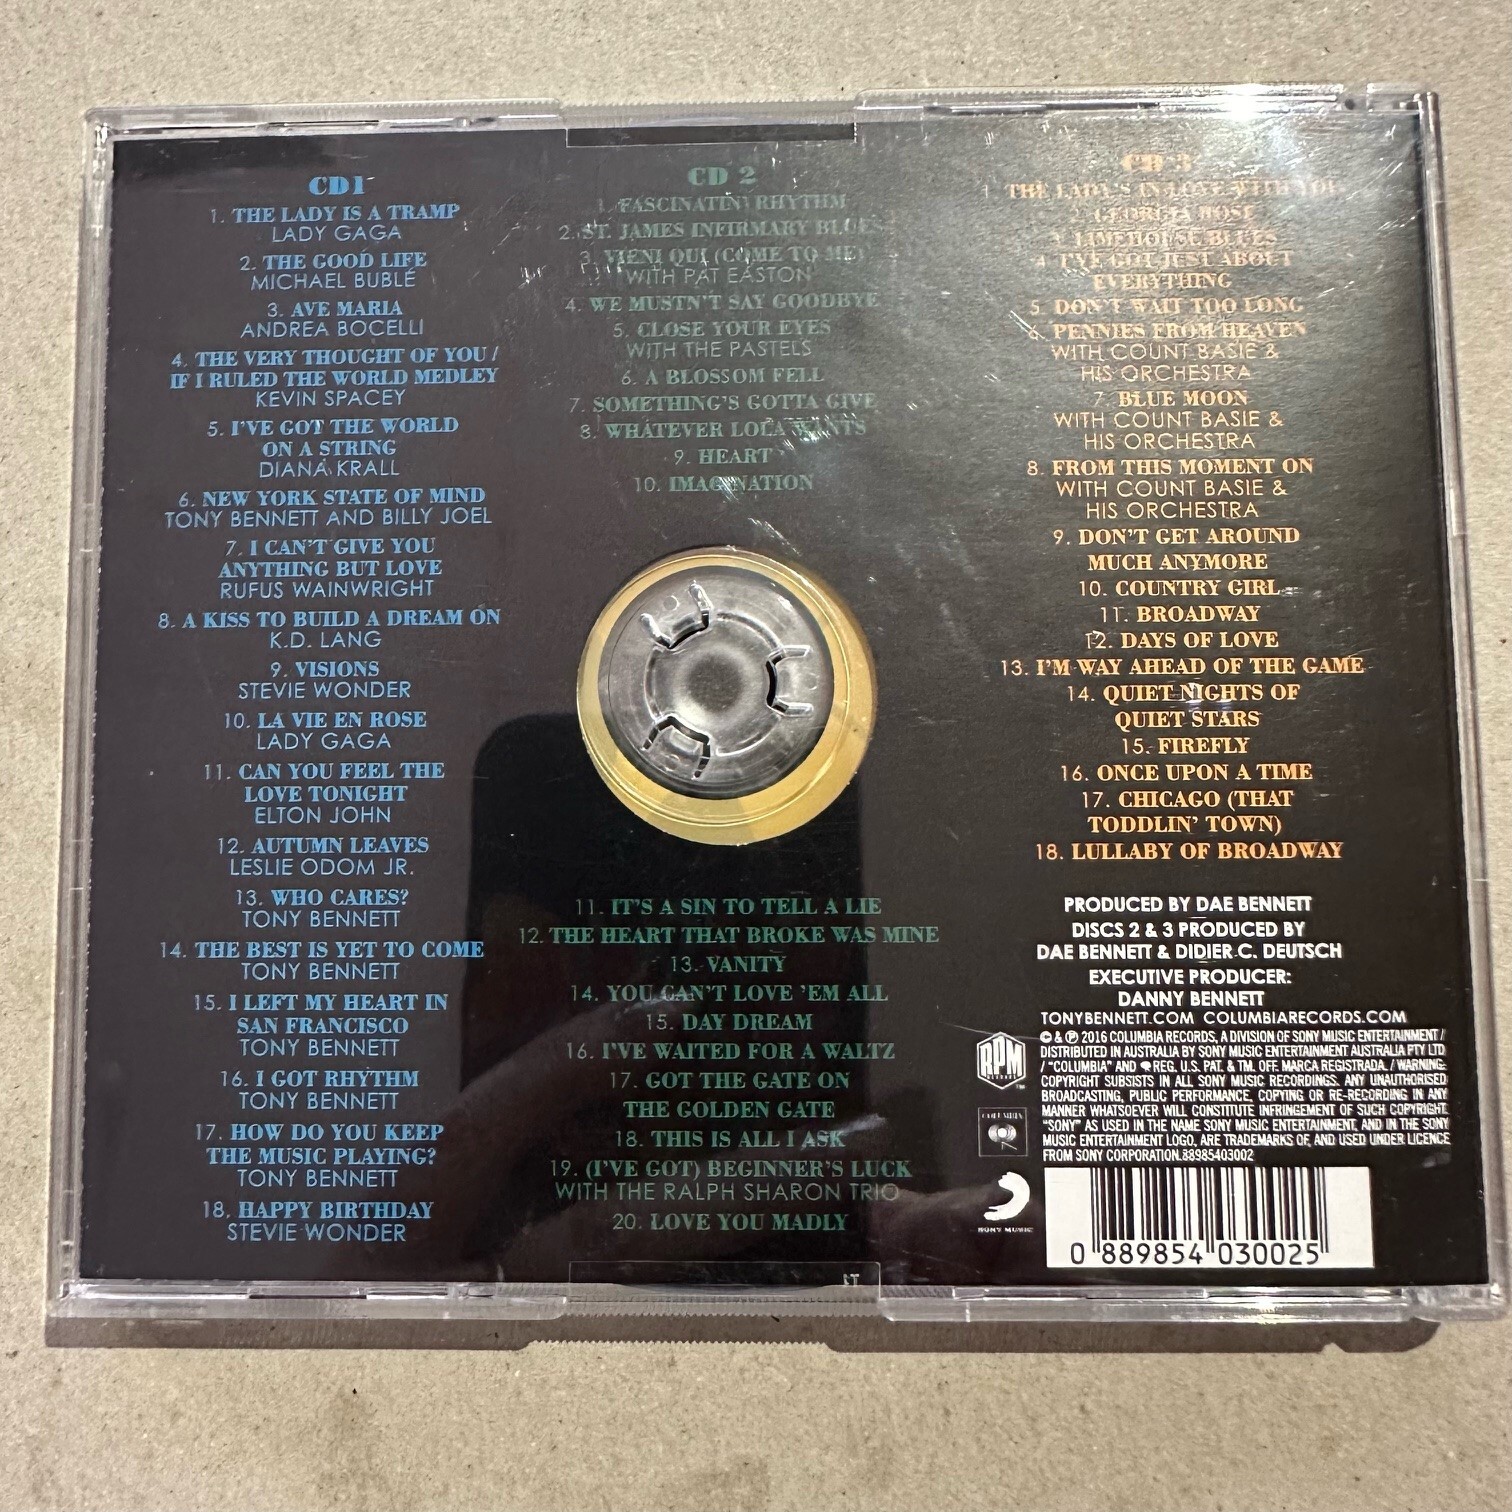 CD1
1. THE LADY IS A TRAMP
LADY GAGA
2. THE GOOD LIFE
MICHAEL BUBLÉ
3. AVE MARIA
ANDREA BOCELLI
4. THE VERY THOUGHT OF YOU /
IF I RULED THE WORLD MEDLEY
KEVIN SPACEY
5. I'VE GOT THE WORLD
ON A STRING
DIANA KRALL
6. NEW YORK STATE OF MIND
TONY BENNETT AND BILLY JOEL
7. I CAN'T GIVE YOU
ANYTHING BUT LOVE
RUFUS WAINWRIGHT
8. A KISS TO BUILD A DREAM ON
K.D. LANG
9. VISIONS
STEVIE WONDER
10. LA VIE EN ROSE
LADY GAGA
11. CAN YOU FEEL THE
LOVE TONIGHT
ELTON JOHN
12. AUTUMN LEAVES
LESLIE ODOM JR.
13. WHO CARES?
TONY BENNETT
14. THE BEST IS YET TO COME
TONY BENNETT
15. I LEFT MY HEART IN
SAN FRANCISCO
TONY BENNETT
16. I GOT RHYTHM
TONY BENNETT
17. HOW DO YOU KEEP
THE MUSIC PLAYING?
TONY BENNETT
18. HAPPY BIRTHDAY
STEVIE WONDER
CD 2
1. FASCINATIN' RHYTHM
2. ST. JAMES INFIRMARY BLUES
3. VIENI QUI (COME TO ME)
WITH PAT EASTON
4. WE MUSTN'T SAY GOODBYE
5. CLOSE YOUR EYES
WITH THE PASTELS
6. A BLOSSOM FELL
7. SOMETHING'S GOTTA GIVE
8. WHATEVER LOLA WANTS
9. HEART
10. IMAGINATION
11. IT'S A SIN TO TELL A LIE
12. THE HEART THAT BROKE WAS MINE
13. VANITY
14. YOU CAN'T LOVE 'EM ALL
15. DAY DREAM
16. I'VE WAITED FOR A WALTZ
17. GOT THE GATE ON
THE GOLDEN GATE
18. THIS IS ALL I ASK
19. (I'VE GOT) BEGINNER'S LUCK
WITH THE RALPH SHARON TRIO
20. LOVE YOU MADLY
CD 3
1. THE LADY'S IN LOVE WITH YOU
2. GEORGIA ROSE
3. LIMEHOUSE BLUES
4. I'VE GOT JUST ABOUT
EVERYTHING
5. DON'T WAIT TOO LONG
6. PENNIES FROM HEAVEN
WITH COUNT BASIE &
HIS ORCHESTRA
7. BLUE MOON
WITH COUNT BASIE &
HIS ORCHESTRA
8. FROM THIS MOMENT ON
WITH COUNT BASIE &
HIS ORCHESTRA
9. DON'T GET AROUND
MUCH ANYMORE
10. COUNTRY GIRL
11. BROADWAY
12. DAYS OF LOVE
13. I'M WAY AHEAD OF THE GAME
14. QUIET NIGHTS OF
QUIET STARS
15. FIREFLY
16. ONCE UPON A TIME
17. CHICAGO (THAT
TODDLIN' TOWN)
18. LULLABY OF BROADWAY
PRODUCED BY DAE BENNETT
DISCS 2 & 3 PRODUCED BY
DAE BENNETT & DIDIER C. DEUTSCH
EXECUTIVE PRODUCER:
DANNY BENNETT
TONYBENNETT.COM COLUMBIARECORDS.COM
RPM
COLUMBIA
SONY MUSIC
© & ℗ 2016 COLUMBIA RECORDS, A DIVISION OF SONY MUSIC ENTERTAINMENT /
DISTRIBUTED IN AUSTRALIA BY SONY MUSIC ENTERTAINMENT AUSTRALIA PTY LTD
/ "COLUMBIA" AND REG. U.S. PAT. & TM. OFF. MARCA REGISTRADA. / WARNING:
COPYRIGHT SUBSISTS IN ALL SONY MUSIC RECORDINGS. ANY UNAUTHORISED
BROADCASTING, PUBLIC PERFORMANCE, COPYING OR RE-RECORDING IN ANY
MANNER WHATSOEVER WILL CONSTITUTE INFRINGEMENT OF SUCH COPYRIGHT.
"SONY" AS USED IN THE NAME SONY MUSIC ENTERTAINMENT, AND IN THE SONY
MUSIC ENTERTAINMENT LOGO, ARE TRADEMARKS OF, AND USED UNDER LICENCE
FROM SONY CORPORATION. 88985403002
0 889854 030025